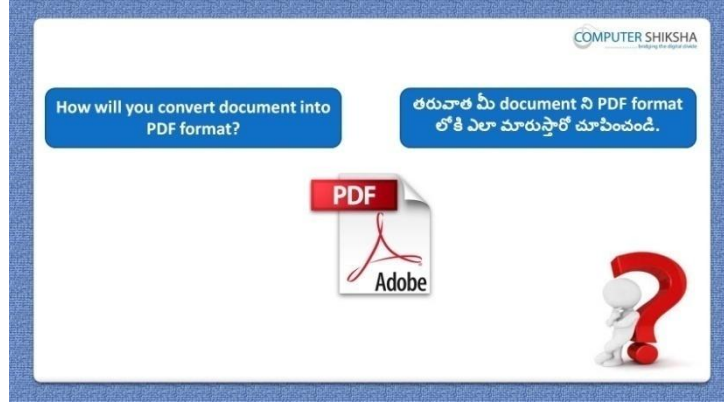 COMPUTER SHIKSHA
bridging the digital divide
How will you convert document into
PDF format?
తరువాత మీ document ని PDF format
లోకి ఎలా మారుస్తారో చూపించండి.
PDF
Adobe